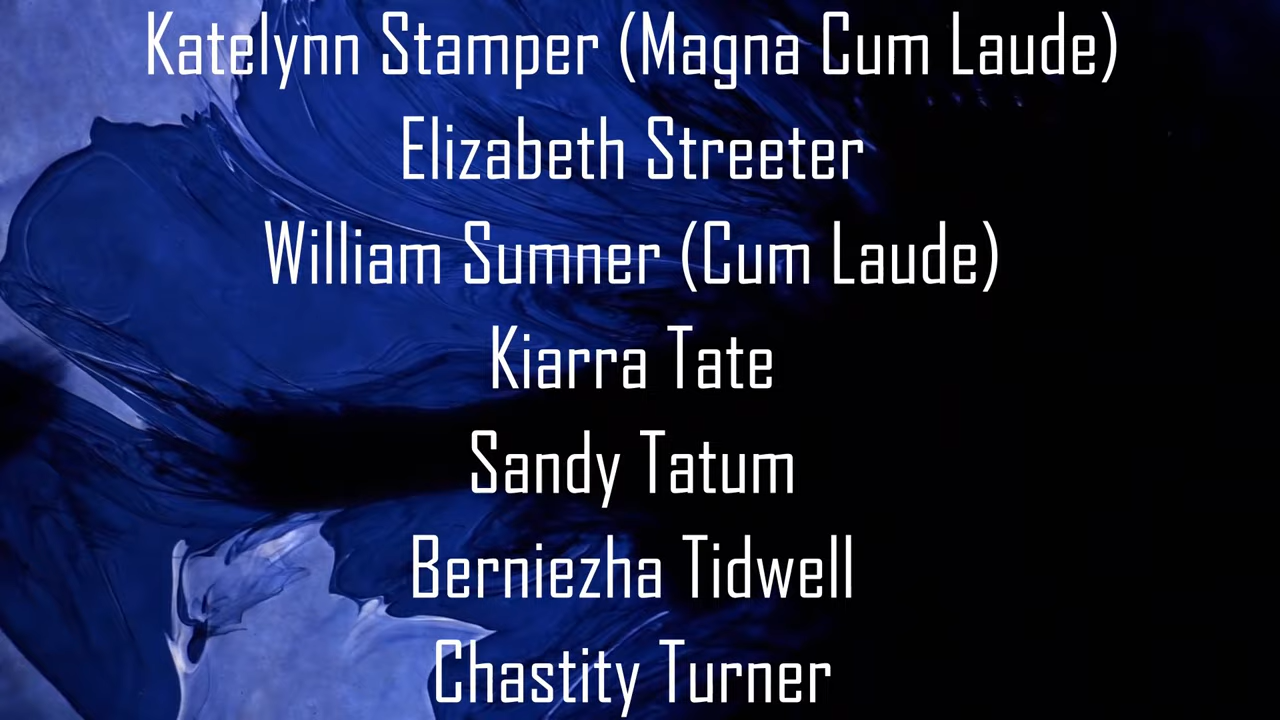 Katelynn Stamper (Magna Cum Laude)
Elizabeth Streeter
William Sumner (Cum Laude)
Kiarra Tate
Sandy Tatum
Berniezha Tidwell
Chastity Turner